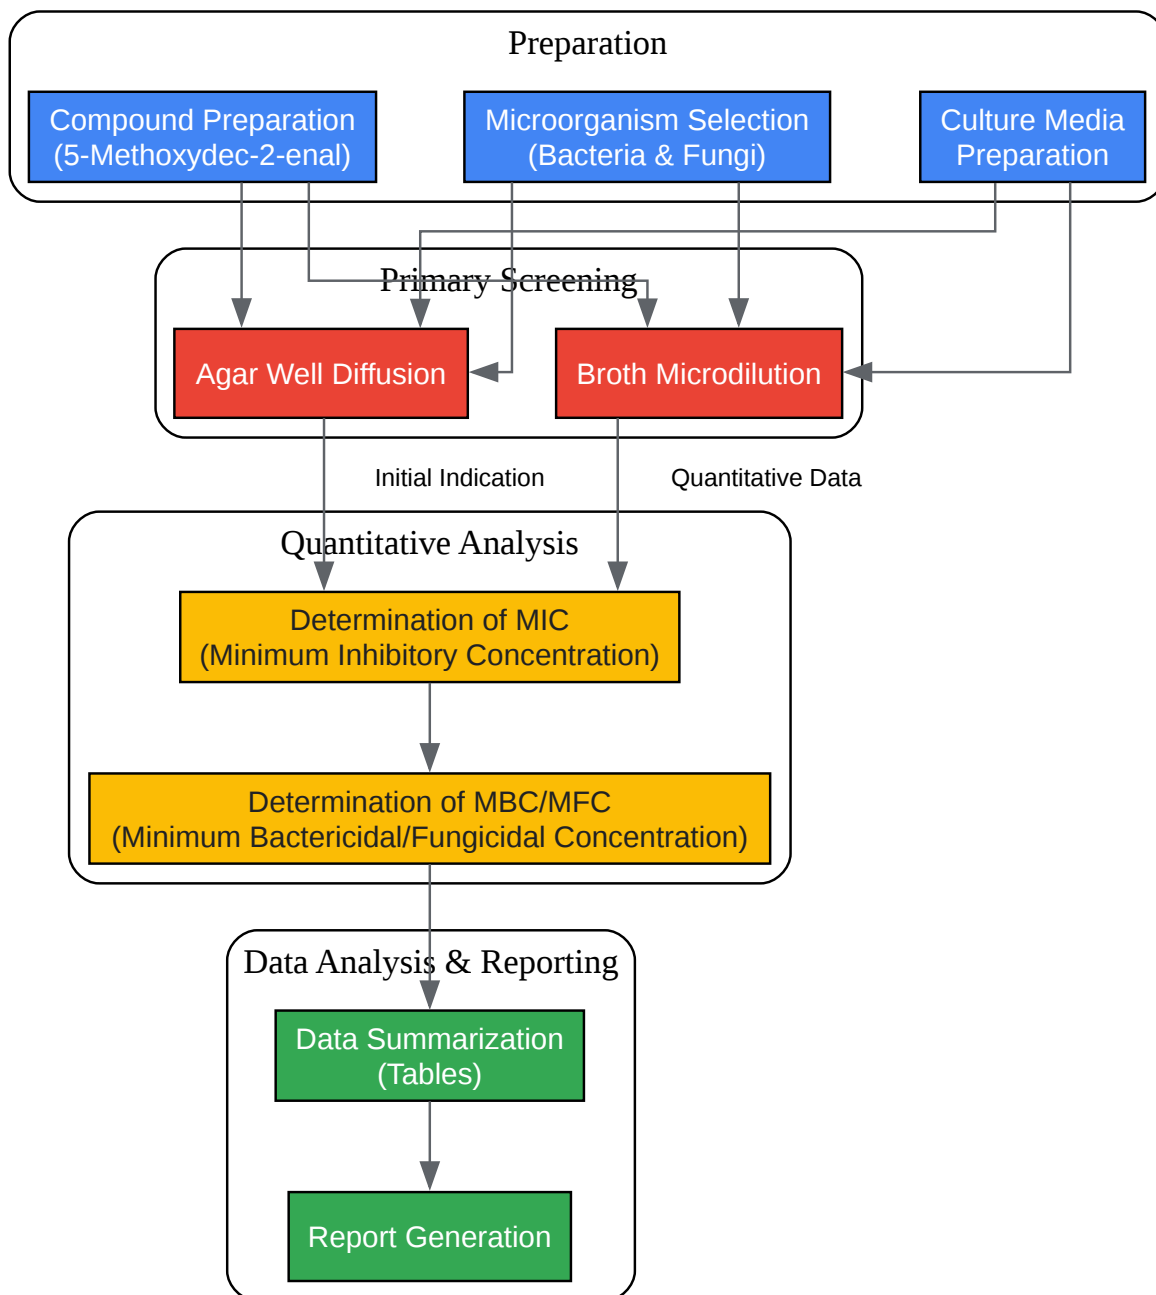 Preparation
Compound Preparation
(5-Methoxydec-2-enal)
Microorganism Selection
(Bacteria & Fungi)
Culture Media
Preparation
Primary Screening
Agar Well Diffusion
Broth Microdilution
Initial Indication
Quantitative Data
Quantitative Analysis
Determination of MIC
(Minimum Inhibitory Concentration)
Determination of MBC/MFC
(Minimum Bactericidal/Fungicidal Concentration)
Data Analysis & Reporting
Data Summarization
(Tables)
Report Generation